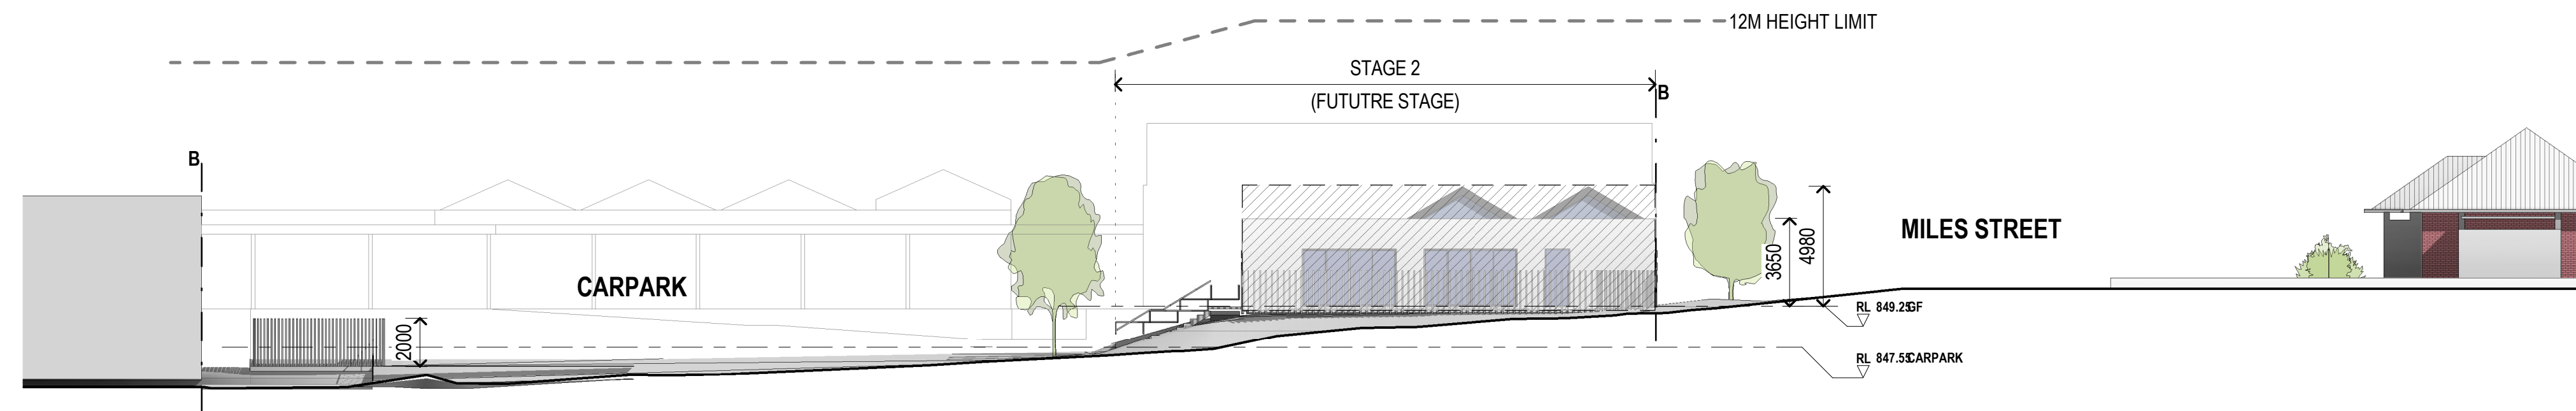 12M HEIGHT LIMIT
STAGE 2
(FUTUTRE STAGE)
B
B
MILES STREET
CARPARK
3650
4980
2000
RL 849.25GF
RL 847.55CARPARK